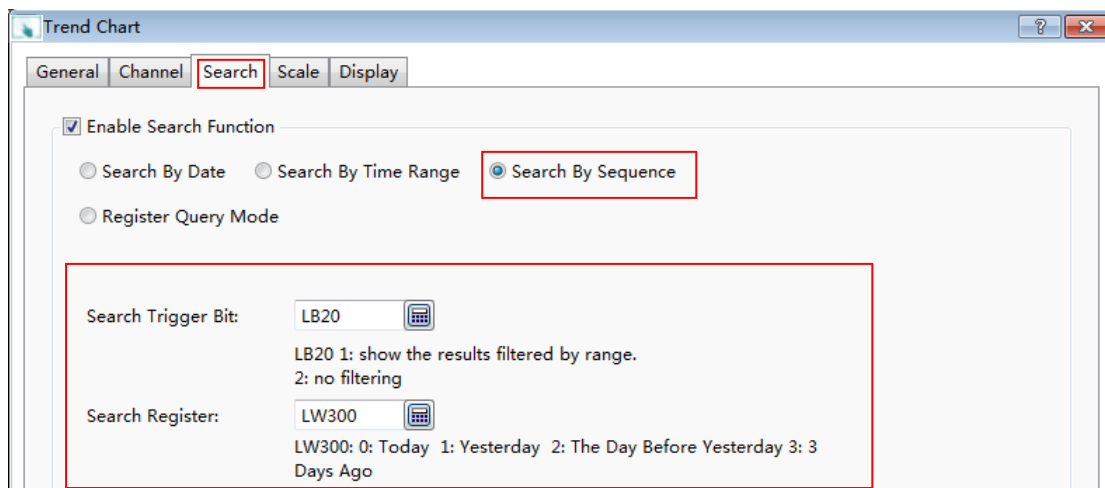 Trend Chart
General Channel Search Scale Display
Enable Search Function
Search By Date Search By Time Range Search By Sequence
Register Query Mode
Search Trigger Bit: LB20
LB20 1: show the results filtered by range.
2: no filtering
Search Register: LW300
LW300: 0: Today 1: Yesterday 2: The Day Before Yesterday 3: 3
Days Ago